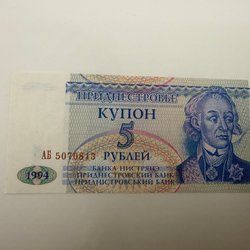 ПРИДНЕСТРОВЬЕ
КУПОН
5
АБ 5070813
РУБЛЕЙ
1994
БАНКА НИСТРЯНЭ
ПРИДНЕСТРОВСКИЙ БАНК
ПРИДНІСТРОВСЬКИЙ БАНК